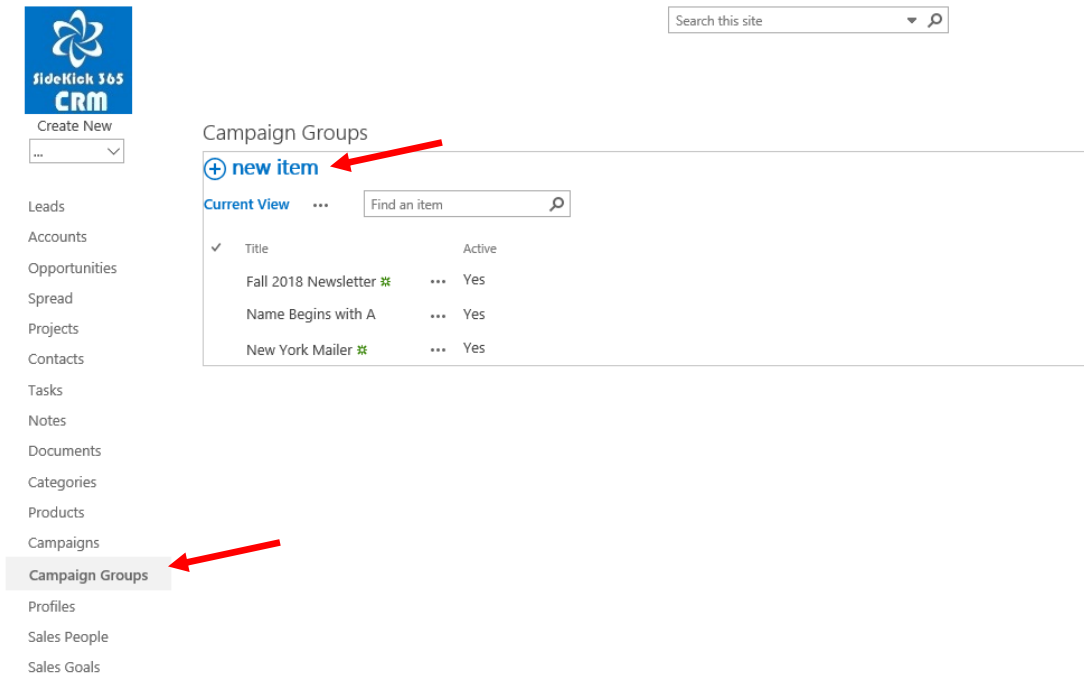 Search this site
SideKick 365
CRM
Create New
...
Campaign Groups
new item
Current View ...
Find an item
Title Active
Fall 2018 Newsletter ... Yes
Name Begins with A ... Yes
New York Mailer ... Yes
Leads
Accounts
Opportunities
Spread
Projects
Contacts
Tasks
Notes
Documents
Categories
Products
Campaigns
Campaign Groups
Profiles
Sales People
Sales Goals